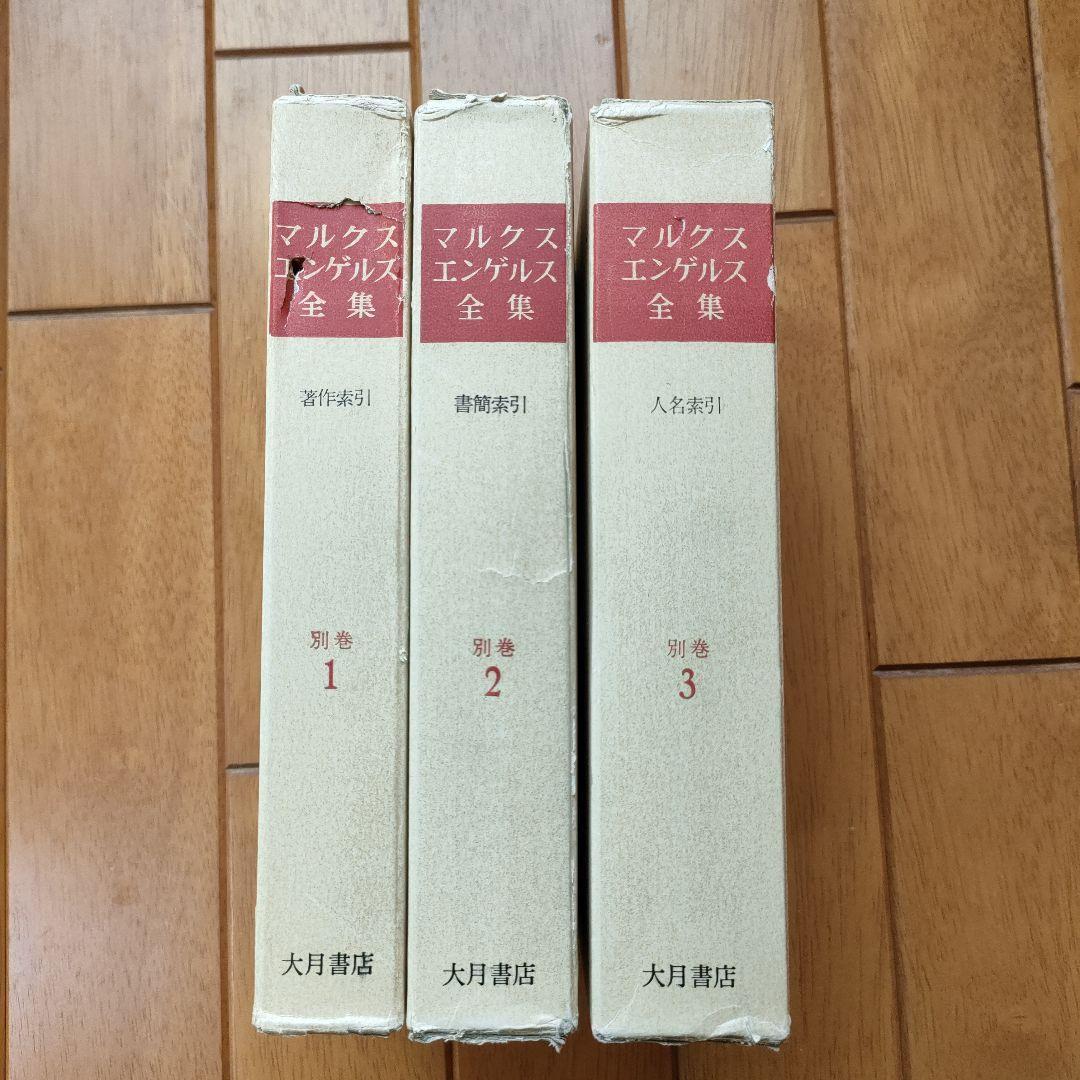 マルクス
エンゲルス
全集
著作索引
別巻
1
大月書店
マルクス
エンゲルス
全集
書簡索引
別巻
2
大月書店
マルクス
エンゲルス
全集
人名索引
別巻
3
大月書店